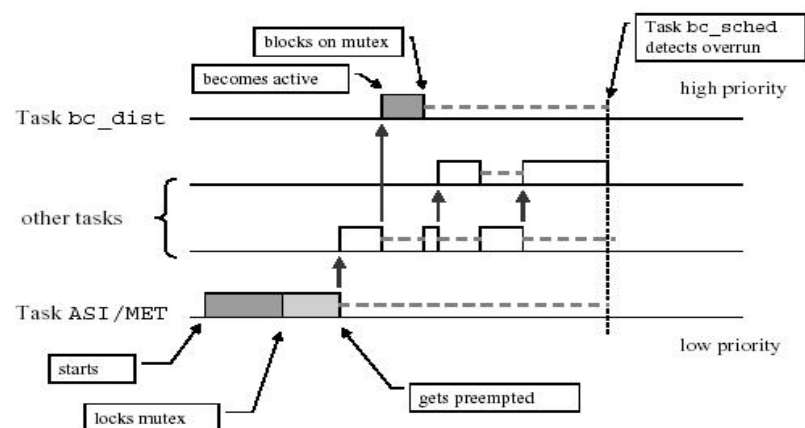 blocks on mutex
Task bc_sched
detects overrun
becomes active
high priority
Task bc_dist
other tasks
Task ASI/MET
low priority
starts
gets preempted
locks mutex